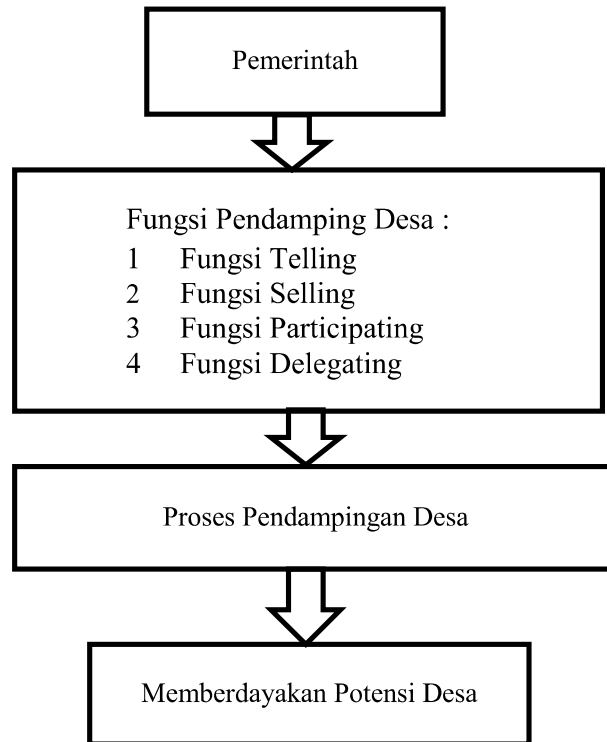 Pemerintah
Fungsi Pendamping Desa :
1 Fungsi Telling
2 Fungsi Selling
3 Fungsi Participating
4 Fungsi Delegating
Proses Pendampingan Desa
Memberdayakan Potensi Desa